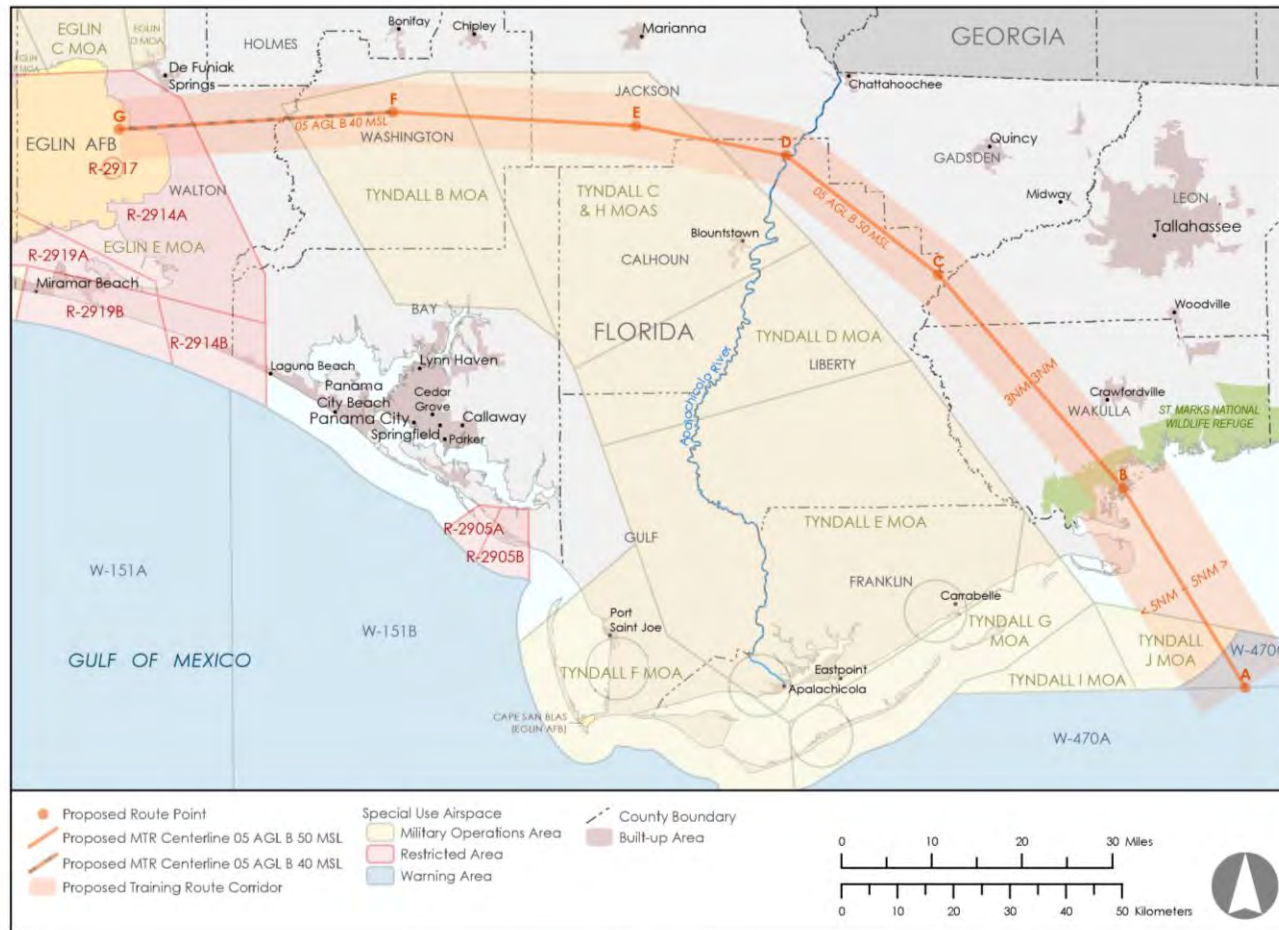 EGLIN
C MOA
EGLIN
D MOA
HOLMES
Bonifay
Chipley
Marianna
GEORGIA
De Funiak
Springs
JACKSON
Chattahoochee
G
F
E
D
05 AGL B 40 MSL
WASHINGTON
EGLIN AFB
R-2917
Quincy
GADSDEN
WALTON
TYNDALL B MOA
TYNDALL C
& H MOAS
Midway
LEON
Tallahassee
R-2914A
05 AGL B 50 MSL
EGLIN E MOA
Blountstown
R-2919A
CALHOUN
C
Miramar Beach
R-2919B
BAY
FLORIDA
TYNDALL D MOA
Woodville
R-2914B
LIBERTY
Laguna Beach
Lynn Haven
Panama
City Beach
Cedar
Grove
Panama City
Callaway
Springfield
Parker
Apalachicola River
3NM
3NM
Crawfordville
WAKULLA
ST. MARKS NATIONAL
WILDLIFE REFUGE
B
R-2905A
R-2905B
TYNDALL E MOA
GULF
W-151A
FRANKLIN
< 5NM
5NM >
Carrabelle
W-151B
Port
Saint Joe
TYNDALL G
MOA
TYNDALL
J MOA
GULF OF MEXICO
TYNDALL F MOA
Eastpoint
TYNDALL I MOA
A
Apalachicola
CAPE SAN BLAS
(EGLIN AFB)
W-470A
Proposed Route Point
Proposed MTR Centerline 05 AGL B 50 MSL
Proposed MTR Centerline 05 AGL B 40 MSL
Proposed Training Route Corridor
Special Use Airspace
Military Operations Area
Restricted Area
Warning Area
County Boundary
Built-up Area
0 10 20 30 Miles
0 10 20 30 40 50 Kilometers